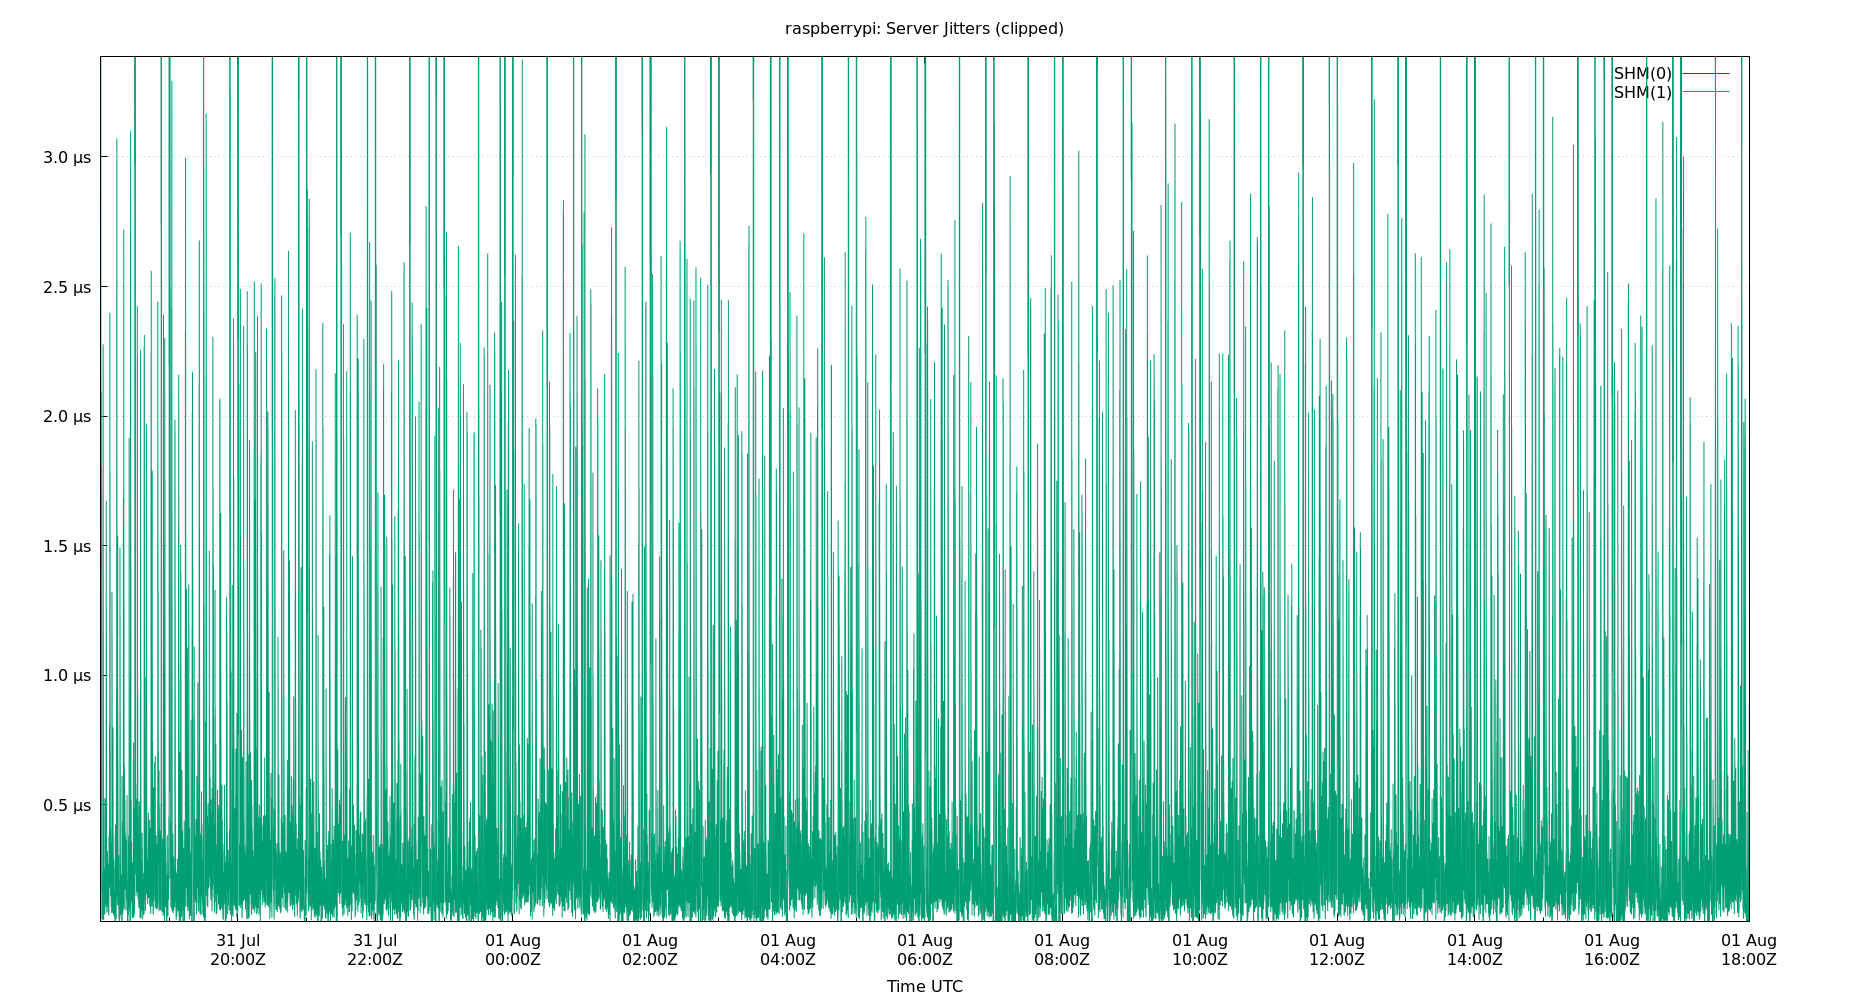 raspberrypi: Server Jitters (clipped)
SHM(0)
SHM(1)
3.0 µs
2.5 µs
2.0 µs
1.5 µs
1.0 µs
0.5 µs
31 Jul 31 Jul 01 Aug 01 Aug 01 Aug 01 Aug 01 Aug 01 Aug 01 Aug 01 Aug 01 Aug 01 Aug
20:00Z 22:00Z 00:00Z 02:00Z 04:00Z 06:00Z 08:00Z 10:00Z 12:00Z 14:00Z 16:00Z 18:00Z
Time UTC